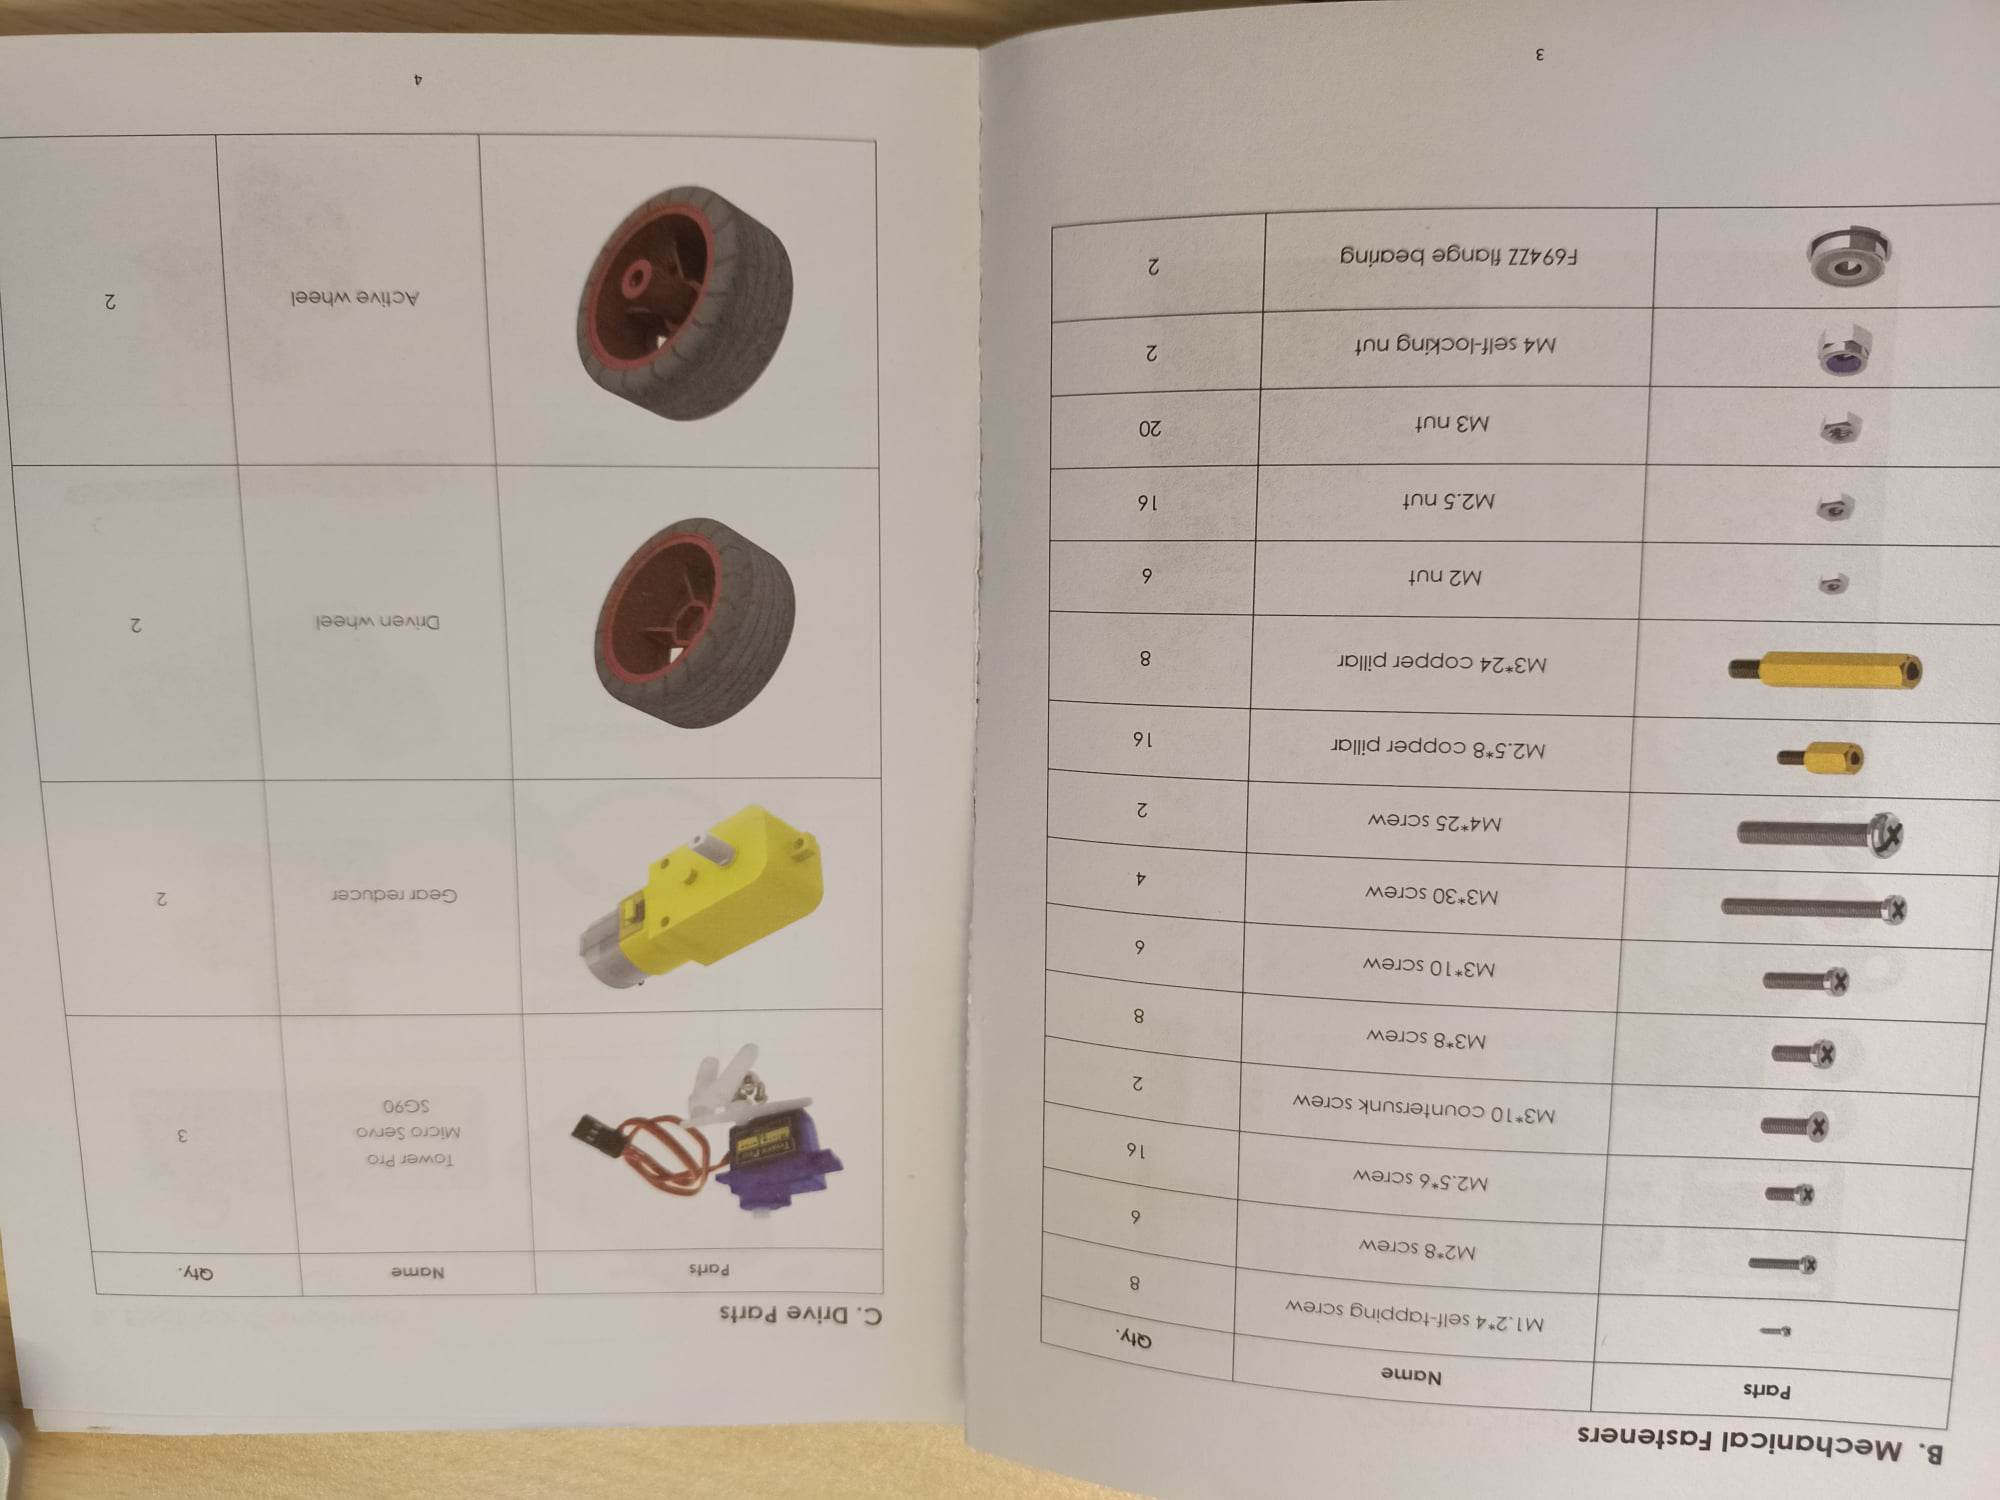 B. Mechanical Fasteners
Parts Name Qty.
M1.2*4 self-tapping screw 8
M2*8 screw 6
M2.5*6 screw 16
M3*10 countersunk screw 2
M3*8 screw 8
M3*10 screw 6
M3*30 screw 4
M4*25 screw 2
M2.5*8 copper pillar 16
M3*24 copper pillar 8
M2 nut 6
M2.5 nut 16
M3 nut 20
M4 self-locking nut 2
F694ZZ flange bearing 2
3
C. Drive Parts
Parts Name Qty.
Tower Pro
Micro Servo 3
SG90
Tower Pro
Gear reducer 2
Driven wheel 2
Active wheel 2
4